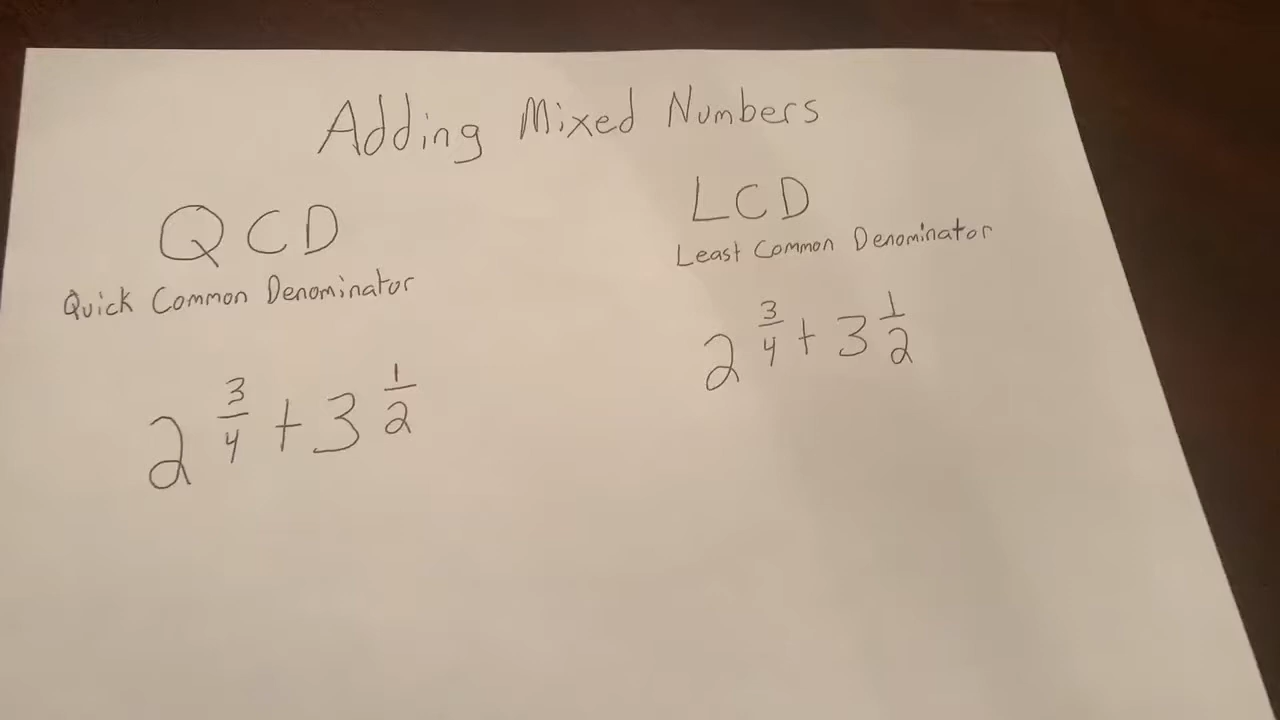 Adding Mixed Numbers
QCD
Quick Common Denominator
2 3/4 + 3 1/2
LCD
Least Common Denominator
2 3/4 + 3 1/2